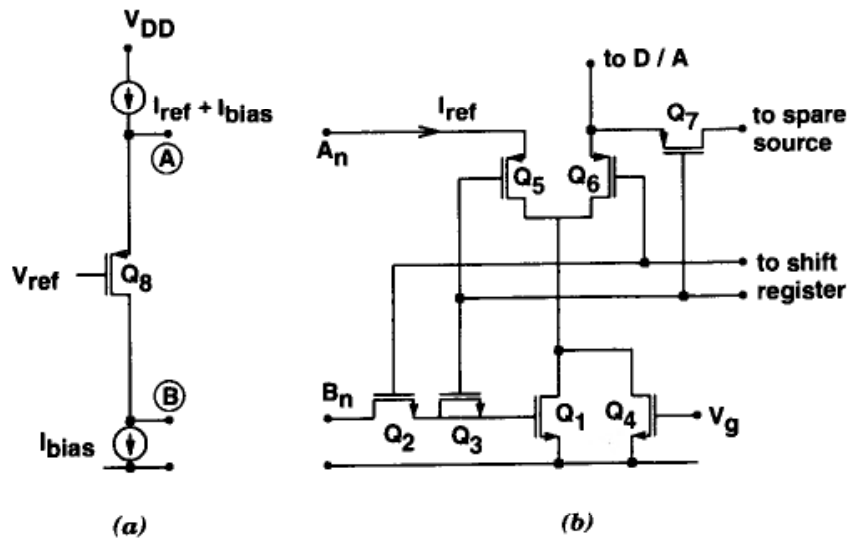 V_DD
I_ref + I_bias
A
V_ref
Q_8
B
I_bias
(a)
to D / A
I_ref
Q_7
to spare
source
A_n
Q_5
Q_6
to shift
register
B_n
Q_2
Q_3
Q_1
Q_4
V_g
(b)